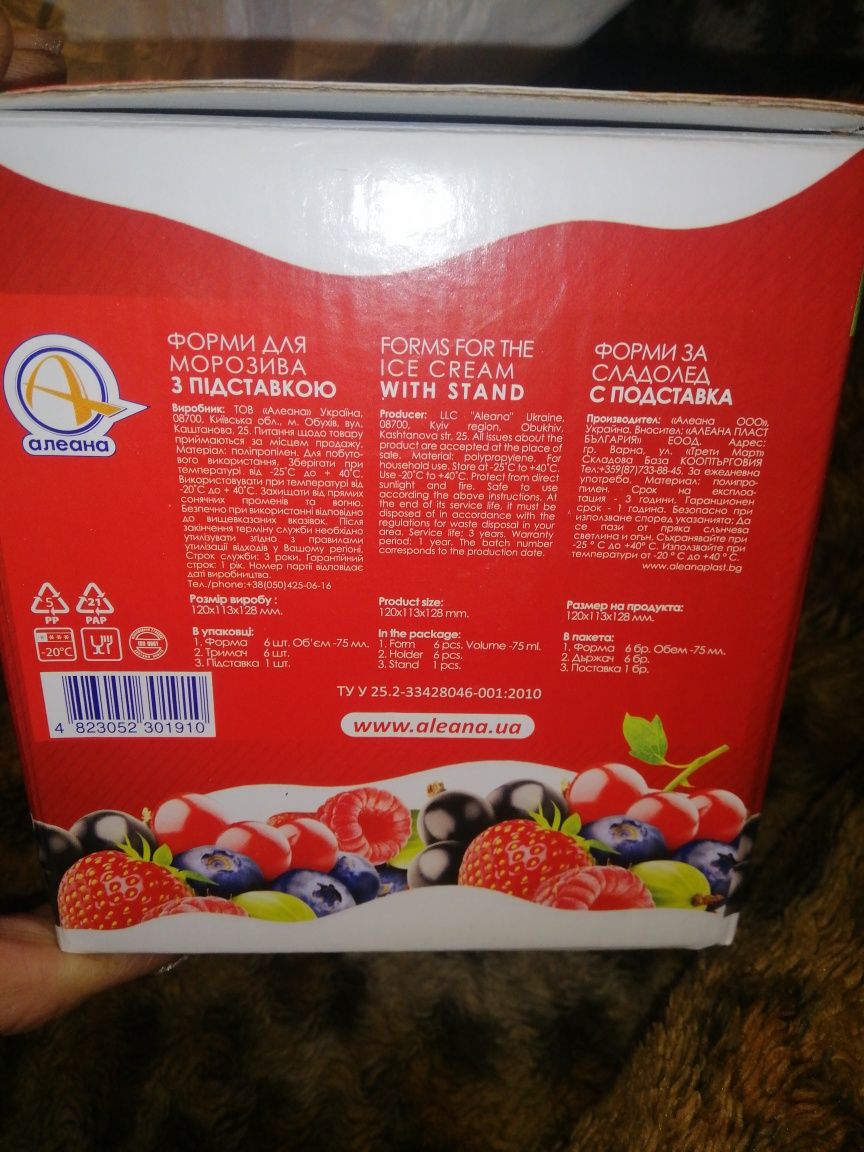 алеана
ФОРМИ ДЛЯ
МОРОЗИВА
З ПІДСТАВКОЮ
Виробник: ТОВ «Алеана» Україна,
08700, Київська обл., м. Обухів, вул.
Каштанова, 25. Питання щодо товару
приймаються за місцем продажу.
Матеріал: поліпропілен. Для побуто-
вого використання. Зберігати при
температурі від -25°С до + 40°С.
Використовувати при температурі від
-20°С до + 40°С. Захищати від прямих
сонячних променів та вогню.
Безпечно при використанні відповідно
до вищевказаних вказівок. Після
закінчення терміну служби необхідно
утилізувати згідно з правилами
утилізації відходів у Вашому регіоні.
Строк служби: 3 роки. Гарантійний
строк: 1 рік. Номер партії відповідає
даті виробництва.
Тел./phone:+38(050)425-06-16
Розмір виробу :
120х113х128 мм.
В упаковці:
1. Форма 6 шт. Об'єм -75 мл.
2. Тримач 6 шт.
3. Підставка 1 шт.
FORMS FOR THE
ICE CREAM
WITH STAND
Producer: LLC "Aleana" Ukraine.
08700, Kyiv region. Obukhiv,
Kashtanova str, 25. All issues about the
product are accepted at the place of
sale. Material: polypropylene. For
household use. Store at -25°C to +40°C.
Use -20°C to +40°C. Protect from direct
sunlight and fire. Safe to use
according the above instructions. At
the end of its service life, it must be
disposed of in accordance with the
regulations for waste disposal in your
area. Service life: 3 years. Warranty
period: 1 year. The batch number
corresponds to the production date.
Product size:
120x113x128 mm.
In the package:
1. Form 6 pcs. Volume -75 ml.
2. Holder 6 pcs.
3. Stand 1 pcs.
ФОРМИ ЗА
СЛАДОЛЕД
С ПОДСТАВКА
Производител: «Алеана ООО»,
Украйна. Вносител: «АЛЕАНА ПЛАСТ
БЪЛГАРИЯ» ЕООД. Адрес:
гр. Варна, ул. «Трети Март»
Складова База КООПТЪРГОВИЯ
Тел.:+359(87)733-88-45. За ежедневна
употреба. Материал: полипро-
пилен. Срок на експлоа-
тация - 3 години. Гаранционен
срок - 1 година. Безопасно при
използване според указанията: Да
се пази от пряка слънчева
светлина и огън. Съхранявайте при
-25 ° С до +40° С. Използвайте при
температури от -20 ° С до +40 ° С.
www.aleanaplast.bg
Размер на продукта:
120х113х128 мм.
В пакета:
1. Форма 6 бр. Обем -75 мл.
2. Държач 6 бр.
3. Поставка 1 бр.
5
PP
21
PAP
-20°C
ISO 9001
4 823052 301910
ТУ У 25.2-33428046-001:2010
www.aleana.ua